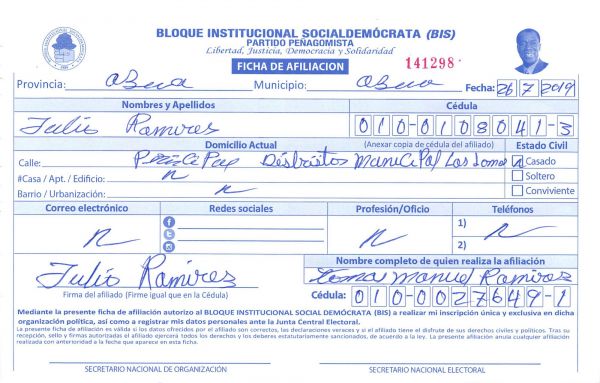 BLOQUE INSTITUCIONAL SOCIALDEMÓCRATA (BIS)
PARTIDO PEÑAGOMISTA
Libertad, Justicia, Democracia y Solidaridad
FICHA DE AFILIACION 141298
Provincia: Municipio: Fecha: 26 7 2019
Nombres y Apellidos Cédula
Julio Ramires 010-0108041-3
Domicilio Actual (Anexar copia de cédula del afiliado) Estado Civil
Calle: MuniciPal Las Casado
#Casa / Apt. / Edificio: n Soltero
Barrio / Urbanización: n Conviviente
Correo electrónico Redes sociales Profesión/Oficio Teléfonos
n n 1) n
2)
Nombre completo de quien realiza la afiliación
Julio Ramires Manuel Ramires
Firma del afiliado (Firme igual que en la Cédula) Cédula: 010-0027649-1
Mediante la presente ficha de afiliación autorizo al BLOQUE INSTITUCIONAL SOCIAL DEMÓCRATA (BIS) a realizar mi inscripción única y exclusiva en dicha
organización política, así como a registrar mis datos personales ante la Junta Central Electoral.
La presente ficha de afiliación es válida si los datos ofrecidos por el afiliado son correctos, las declaraciones veraces y si el afiliado tiene el disfrute de sus derechos civiles y políticos. Tras su
recepción, sello y firmas autorizadas el afiliado ejercerá todos los derechos y los deberes estatutariamente sancionados, de acuerdo a la ley. La presente afiliación anula cualquier afiliación
realizada con anterioridad a la fecha que aparece en esta ficha.
SECRETARIO NACIONAL DE ORGANIZACIÓN SECRETARIO NACIONAL ELECTORAL